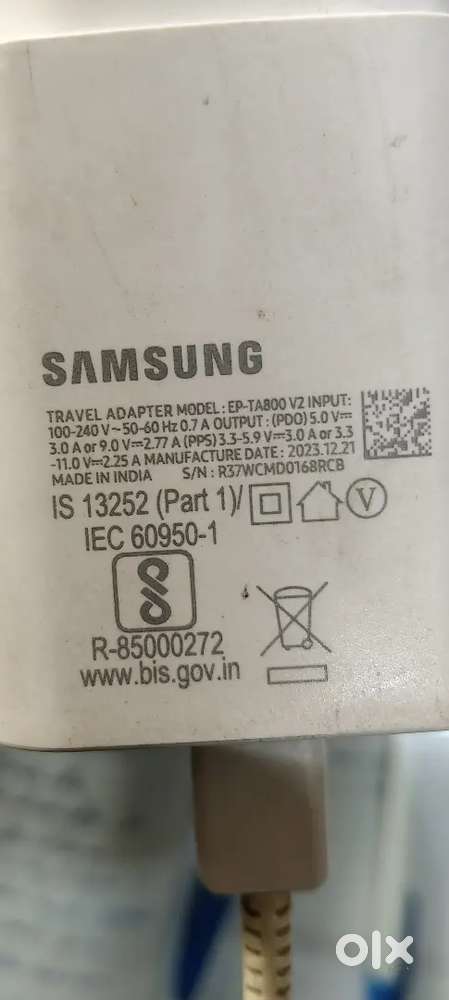 SAMSUNG
TRAVEL ADAPTER MODEL : EP-TA800 V2 INPUT:
100-240 V~50-60 Hz 0.7 A OUTPUT : (PDO) 5.0 V⎓
3.0 A or 9.0 V⎓2.77 A (PPS) 3.3-5.9 V⎓3.0 A or 3.3
-11.0 V⎓2.25 A MANUFACTURE DATE : 2023.12.21
MADE IN INDIA S/N : R37WCMD0168RCB
IS 13252 (Part 1)/
IEC 60950-1
V
R-85000272
www.bis.gov.in
olx